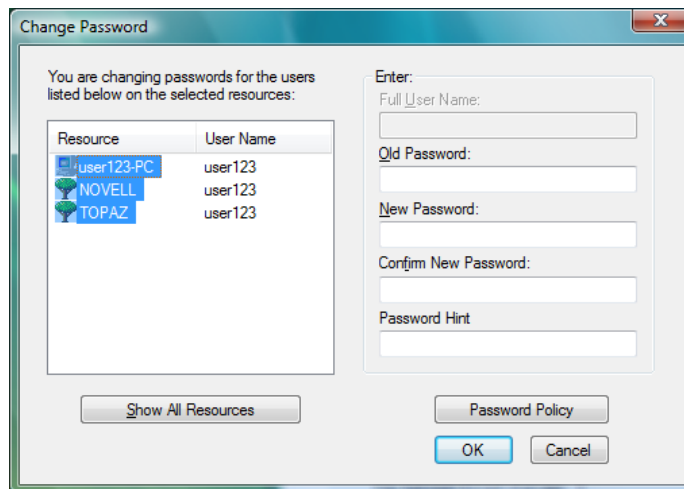 Change Password
You are changing passwords for the users
listed below on the selected resources:
Resource User Name
user123-PC user123
NOVELL user123
TOPAZ user123
Show All Resources
Enter:
Full User Name:
Old Password:
New Password:
Confirm New Password:
Password Hint
Password Policy
OK Cancel